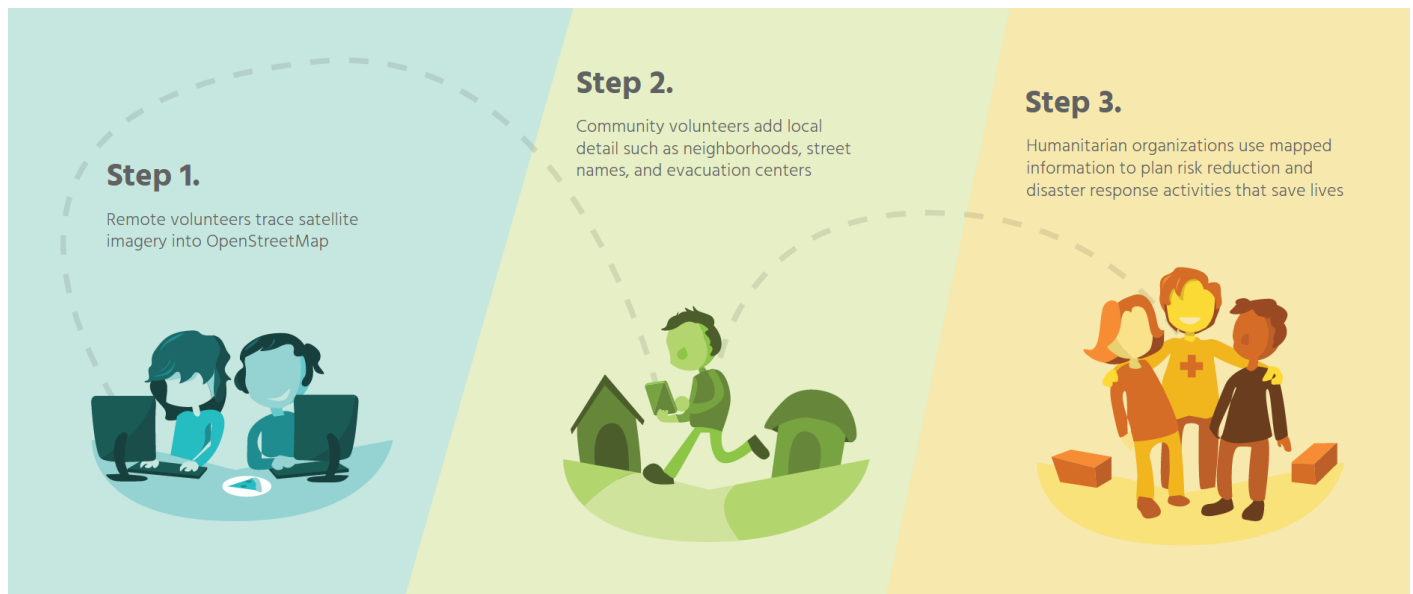 Step 1.
Remote volunteers trace satellite
imagery into OpenStreetMap
Step 2.
Community volunteers add local
detail such as neighborhoods, street
names, and evacuation centers
Step 3.
Humanitarian organizations use mapped
information to plan risk reduction and
disaster response activities that save lives